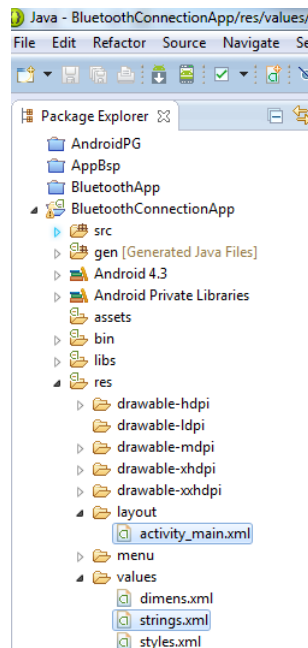 Java - BluetoothConnectionApp/res/values/
File Edit Refactor Source Navigate Se
Package Explorer
AndroidPG
AppBsp
BluetoothApp
BluetoothConnectionApp
src
gen [Generated Java Files]
Android 4.3
Android Private Libraries
assets
bin
libs
res
drawable-hdpi
drawable-ldpi
drawable-mdpi
drawable-xhdpi
drawable-xxhdpi
layout
activity_main.xml
menu
values
dimens.xml
strings.xml
styles.xml